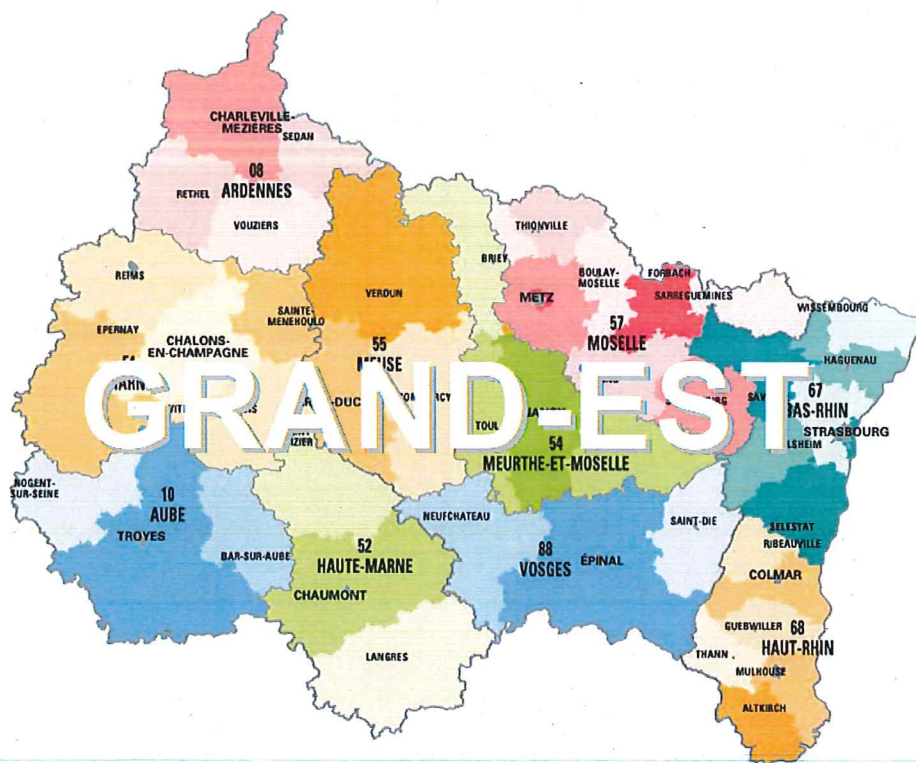 CHARLEVILLE-
MEZIÈRES
SEDAN
08
ARDENNES
RETHEL
VOUZIERS
THIONVILLE
BRIEY
BOULAY-
MOSELLE
FORBACH
SARREGUEMINES
METZ
57
MOSELLE
WISSEMBOURG
HAGUENAU
REIMS
VERDUN
SAINTE-
MENEHOULD
EPERNAY
CHALONS-
EN-CHAMPAGNE
55
MEUSE
67
BAS-RHIN
STRASBOURG
GRAND-EST
TOUL
54
MEURTHE-ET-MOSELLE
NOGENT-
SUR-SEINE
10
AUBE
TROYES
BAR-SUR-AUBE
NEUFCHATEAU
SAINT-DIE
SELESTAT
RIBEAUVILLE
52
HAUTE-MARNE
CHAUMONT
88
VOSGES
ÉPINAL
COLMAR
GUEBWILLER
68
HAUT-RHIN
THANN
MULHOUSE
LANGRES
ALTKIRCH